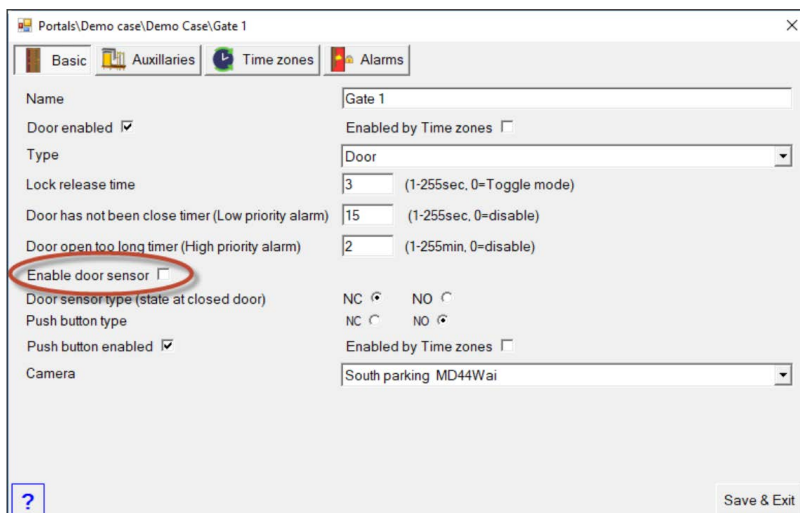 Portals\Demo case\Demo Case\Gate 1
Basic Auxillaries Time zones Alarms
Name Gate 1
Door enabled Enabled by Time zones
Type Door
Lock release time 3 (1-255sec, 0=Toggle mode)
Door has not been close timer (Low priority alarm) 15 (1-255sec, 0=disable)
Door open too long timer (High priority alarm) 2 (1-255min, 0=disable)
Enable door sensor
Door sensor type (state at closed door) NC NO
Push button type NC NO
Push button enabled Enabled by Time zones
Camera South parking MD44Wai
? Save & Exit